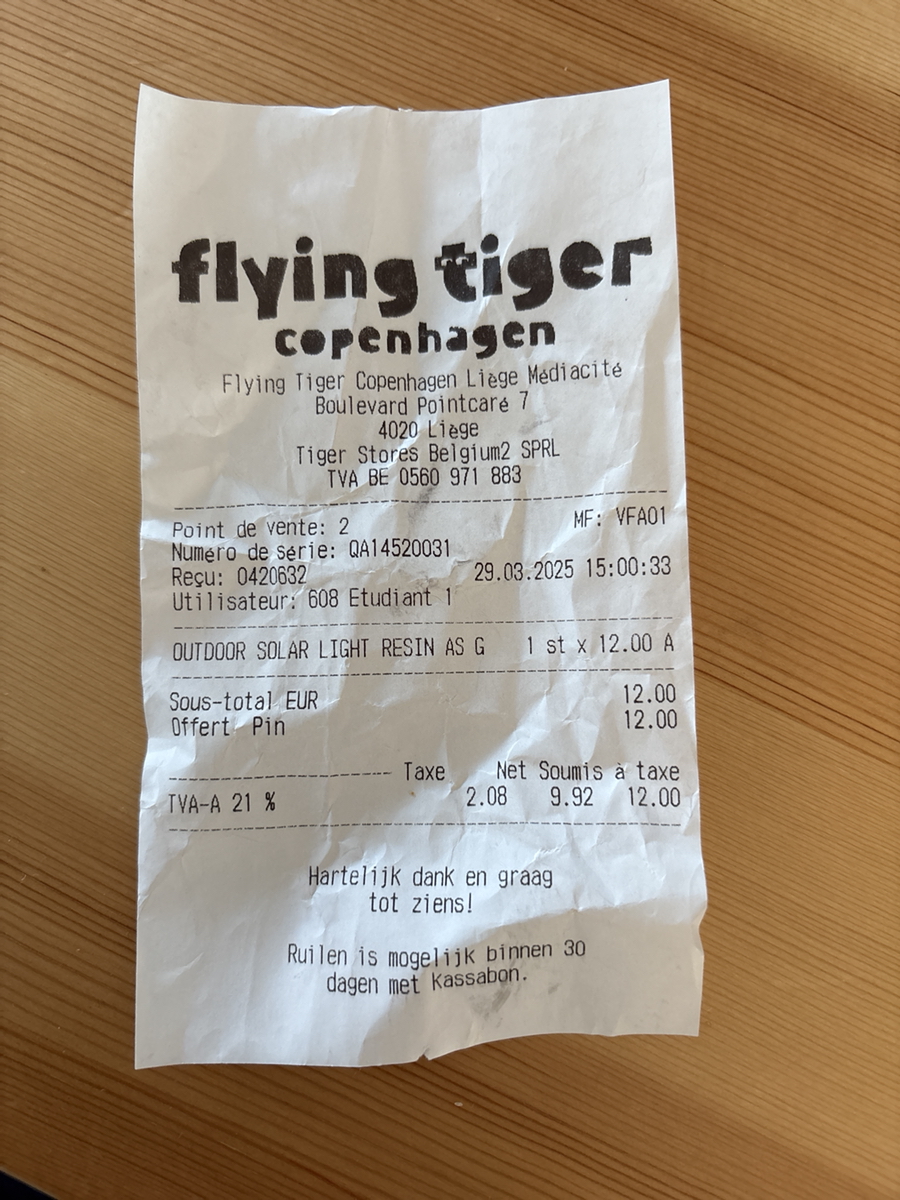 flying tiger
copenhagen
Flying Tiger Copenhagen Liège Médiacité
Boulevard Pointcaré 7
4020 Liège
Tiger Stores Belgium2 SPRL
TVA BE 0560 971 883
Point de vente: 2 MF: VFA01
Numéro de série: QA14520031
Reçu: 0420632 29.03.2025 15:00:33
Utilisateur: 608 Etudiant 1
OUTDOOR SOLAR LIGHT RESIN AS G 1 st x 12.00 A
Sous-total EUR 12.00
Offert Pin 12.00
Taxe Net Soumis à taxe
TVA-A 21 % 2.08 9.92 12.00
Hartelijk dank en graag
tot ziens!
Ruilen is mogelijk binnen 30
dagen met Kassabon.